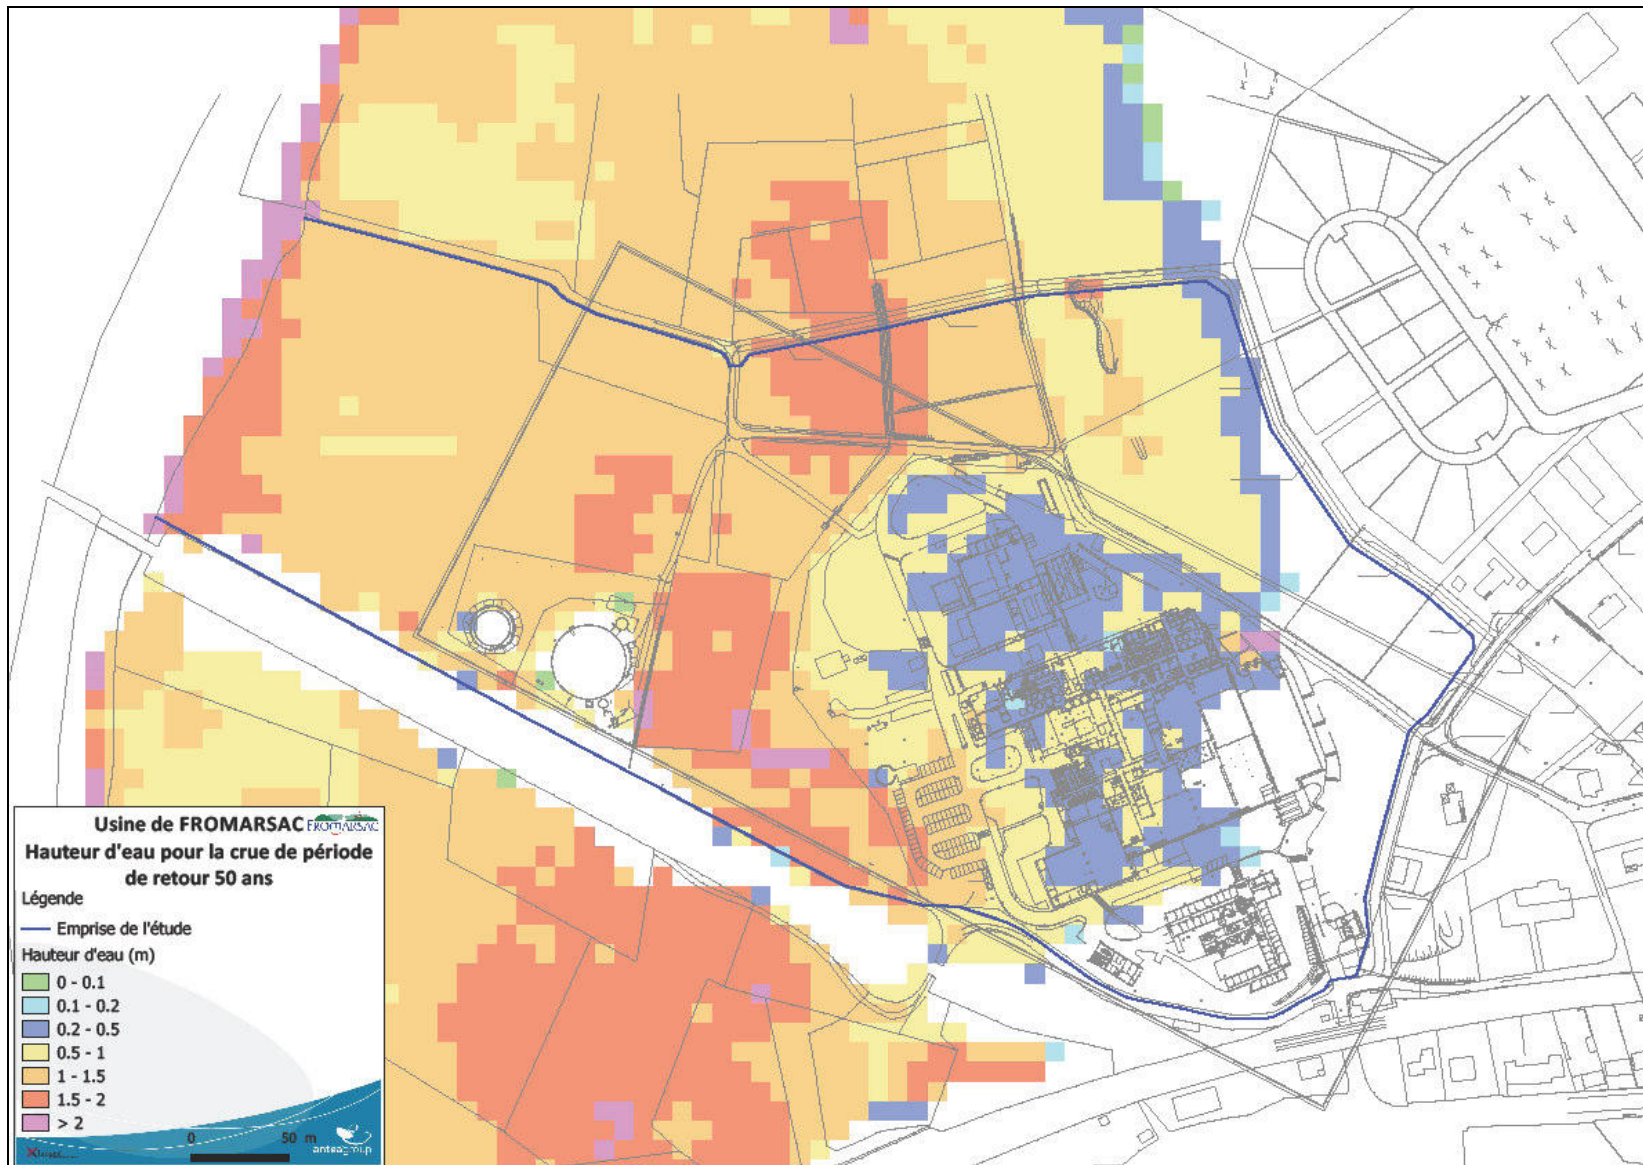 Usine de FROMARSAC FROMARSAC
Hauteur d'eau pour la crue de période
de retour 50 ans
Légende
Emprise de l'étude
Hauteur d'eau (m)
0 - 0.1
0.1 - 0.2
0.2 - 0.5
0.5 - 1
1 - 1.5
1.5 - 2
> 2
0 50 m
anteagroup